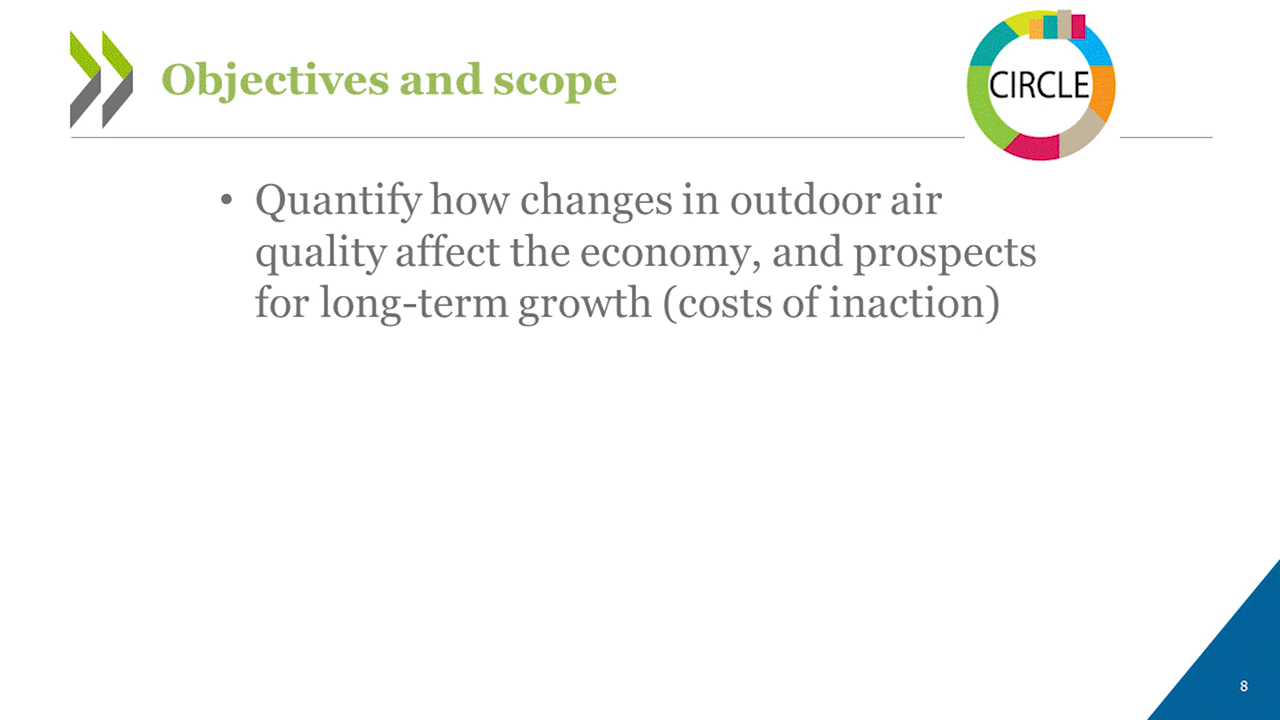 Objectives and scope
CIRCLE
• Quantify how changes in outdoor air
quality affect the economy, and prospects
for long-term growth (costs of inaction)
8